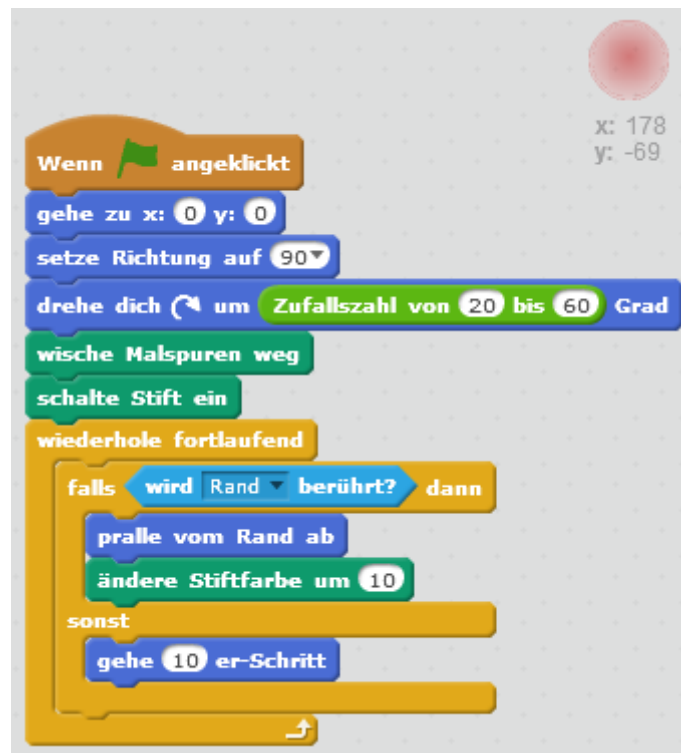 x: 178
y: -69
Wenn angeklickt
gehe zu x: 0 y: 0
setze Richtung auf 90
drehe dich um Zufallszahl von 20 bis 60 Grad
wische Malspuren weg
schalte Stift ein
wiederhole fortlaufend
falls wird Rand berührt? dann
pralle vom Rand ab
ändere Stiftfarbe um 10
sonst
gehe 10 er-Schritt